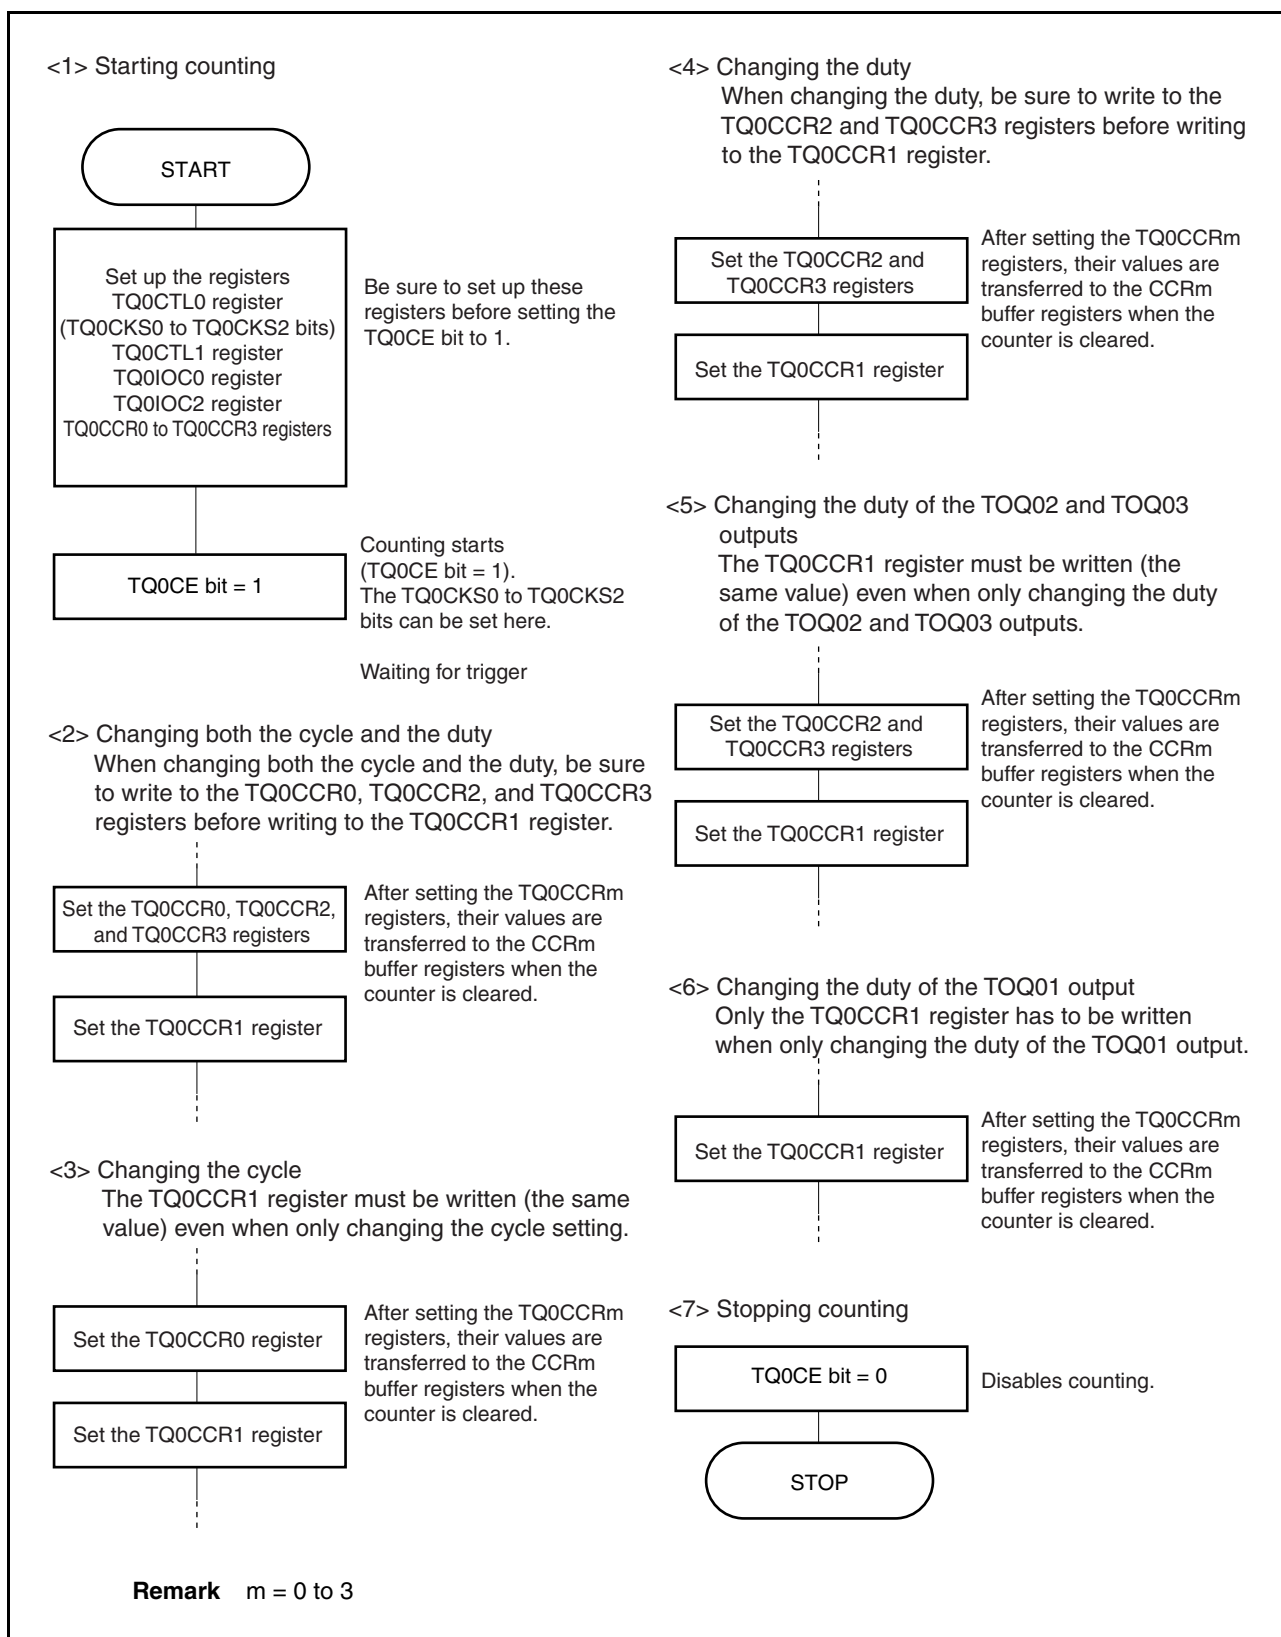 <1> Starting counting
START
Set up the registers
TQ0CTL0 register
(TQ0CKS0 to TQ0CKS2 bits)
TQ0CTL1 register
TQ0IOC0 register
TQ0IOC2 register
TQ0CCR0 to TQ0CCR3 registers
Be sure to set up these
registers before setting the
TQ0CE bit to 1.
TQ0CE bit = 1
Counting starts
(TQ0CE bit = 1).
The TQ0CKS0 to TQ0CKS2
bits can be set here.
Waiting for trigger
<2> Changing both the cycle and the duty
When changing both the cycle and the duty, be sure
to write to the TQ0CCR0, TQ0CCR2, and TQ0CCR3
registers before writing to the TQ0CCR1 register.
Set the TQ0CCR0, TQ0CCR2,
and TQ0CCR3 registers
After setting the TQ0CCRm
registers, their values are
transferred to the CCRm
buffer registers when the
counter is cleared.
Set the TQ0CCR1 register
<3> Changing the cycle
The TQ0CCR1 register must be written (the same
value) even when only changing the cycle setting.
Set the TQ0CCR0 register
After setting the TQ0CCRm
registers, their values are
transferred to the CCRm
buffer registers when the
counter is cleared.
Set the TQ0CCR1 register
<4> Changing the duty
When changing the duty, be sure to write to the
TQ0CCR2 and TQ0CCR3 registers before writing
to the TQ0CCR1 register.
Set the TQ0CCR2 and
TQ0CCR3 registers
After setting the TQ0CCRm
registers, their values are
transferred to the CCRm
buffer registers when the
counter is cleared.
Set the TQ0CCR1 register
<5> Changing the duty of the TOQ02 and TOQ03
outputs
The TQ0CCR1 register must be written (the
same value) even when only changing the duty
of the TOQ02 and TOQ03 outputs.
Set the TQ0CCR2 and
TQ0CCR3 registers
After setting the TQ0CCRm
registers, their values are
transferred to the CCRm
buffer registers when the
counter is cleared.
Set the TQ0CCR1 register
<6> Changing the duty of the TOQ01 output
Only the TQ0CCR1 register has to be written
when only changing the duty of the TOQ01 output.
Set the TQ0CCR1 register
After setting the TQ0CCRm
registers, their values are
transferred to the CCRm
buffer registers when the
counter is cleared.
<7> Stopping counting
TQ0CE bit = 0
Disables counting.
STOP
Remark m = 0 to 3